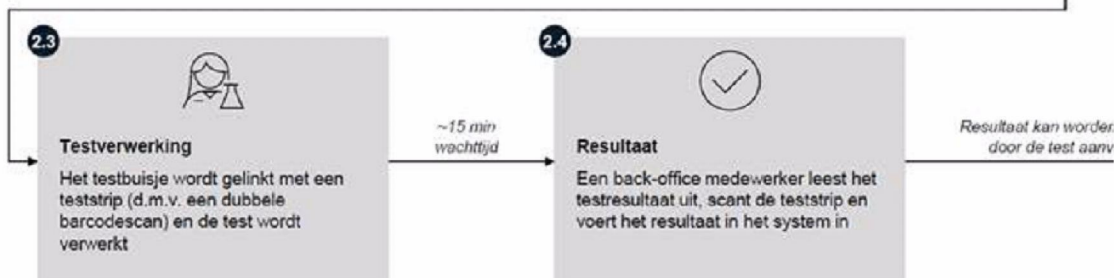 2.3
Testverwerking
Het testbuisje wordt gelinkt met een
teststrip (d.m.v. een dubbele
barcodescan) en de test wordt
verwerkt
~15 min
wachttijd
2.4
Resultaat
Een back-office medewerker leest het
testresultaat uit, scant de teststrip en
voert het resultaat in het system in
Resultaat kan worden
door de test aanv